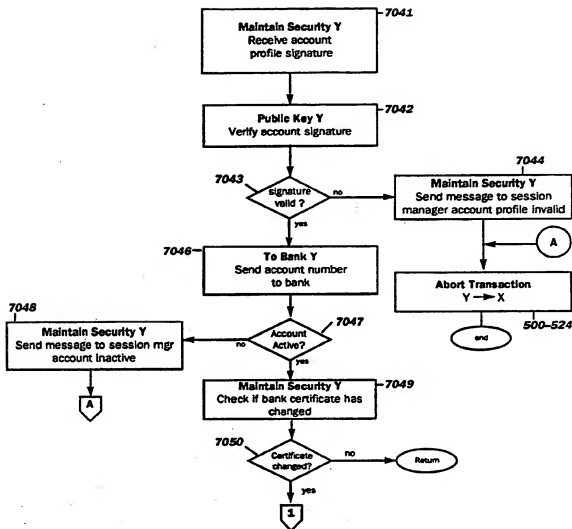 7041
Maintain Security Y
Receive account
profile signature
7042
Public Key Y
Verify account signature
7043
signature
valid ?
no
yes
7044
Maintain Security Y
Send message to session
manager account profile invalid
A
Abort Transaction
Y → X
500-524
end
7046
To Bank Y
Send account number
to bank
7047
Account
Active?
no
yes
7048
Maintain Security Y
Send message to session mgr
account inactive
A
7049
Maintain Security Y
Check if bank certificate has
changed
7050
Certificate
changed?
no
Return
yes
1